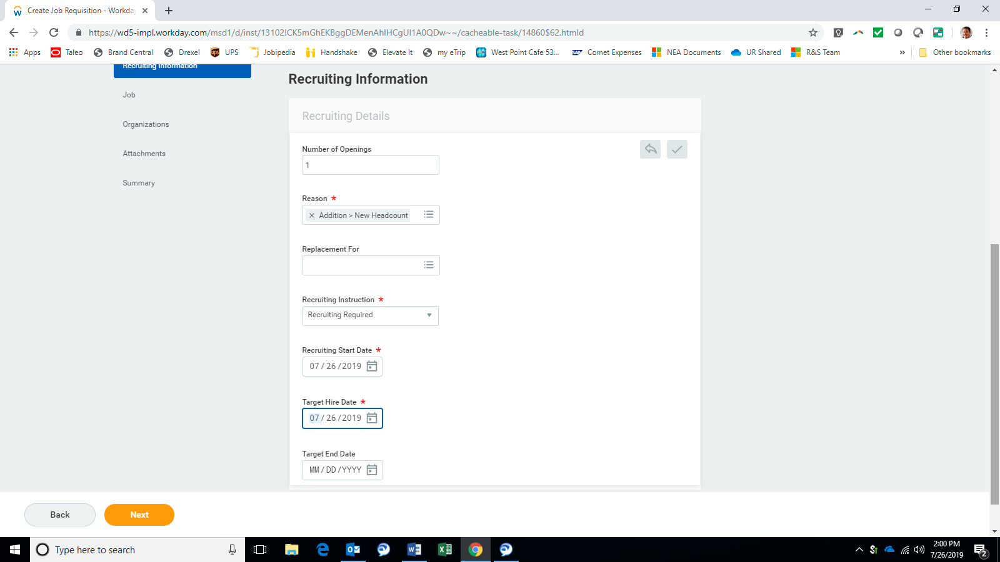 Create Job Requisition - Workda
https://wd5-impl.workday.com/msd1/d/inst/13102!CK5mGhEKBggDEMenAhIHCgUI1A0QDw~~/cacheable-task/14860$62.htmld
Apps Taleo Brand Central Drexel UPS Jobipedia Handshake Elevate It my eTrip West Point Cafe 53... Comet Expenses NEA Documents UR Shared R&S Team » Other bookmarks
Recruiting Information
Job
Organizations
Attachments
Summary
Recruiting Information
Recruiting Details
Number of Openings
1
Reason *
× Addition > New Headcount
Replacement For
Recruiting Instruction *
Recruiting Required
Recruiting Start Date *
07 / 26 / 2019
Target Hire Date *
07 / 26 / 2019
Target End Date
MM / DD / YYYY
Back Next
Type here to search
2:00 PM
7/26/2019
2